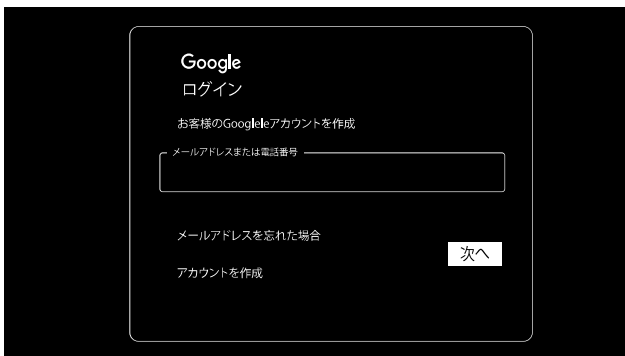 Google
ログイン
お客様のGoogleleアカウントを作成
メールアドレスまたは電話番号
メールアドレスを忘れた場合
次へ
アカウントを作成